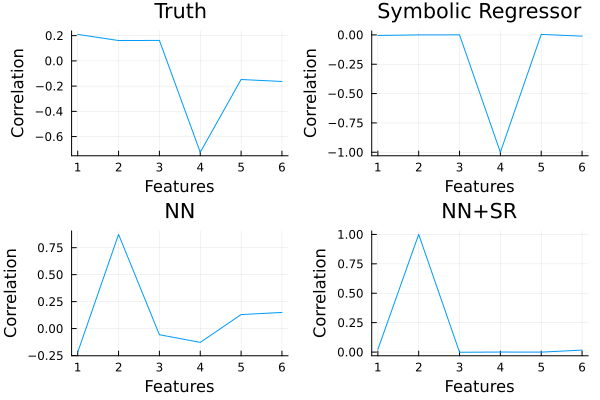 Truth
Symbolic Regressor
0.2
0.0
−0.2
−0.4
−0.6
Correlation
1 2 3 4 5 6
Features
0.00
−0.25
−0.50
−0.75
−1.00
Correlation
1 2 3 4 5 6
Features
NN
NN+SR
0.75
0.50
0.25
0.00
−0.25
Correlation
1 2 3 4 5 6
Features
1.00
0.75
0.50
0.25
0.00
Correlation
1 2 3 4 5 6
Features